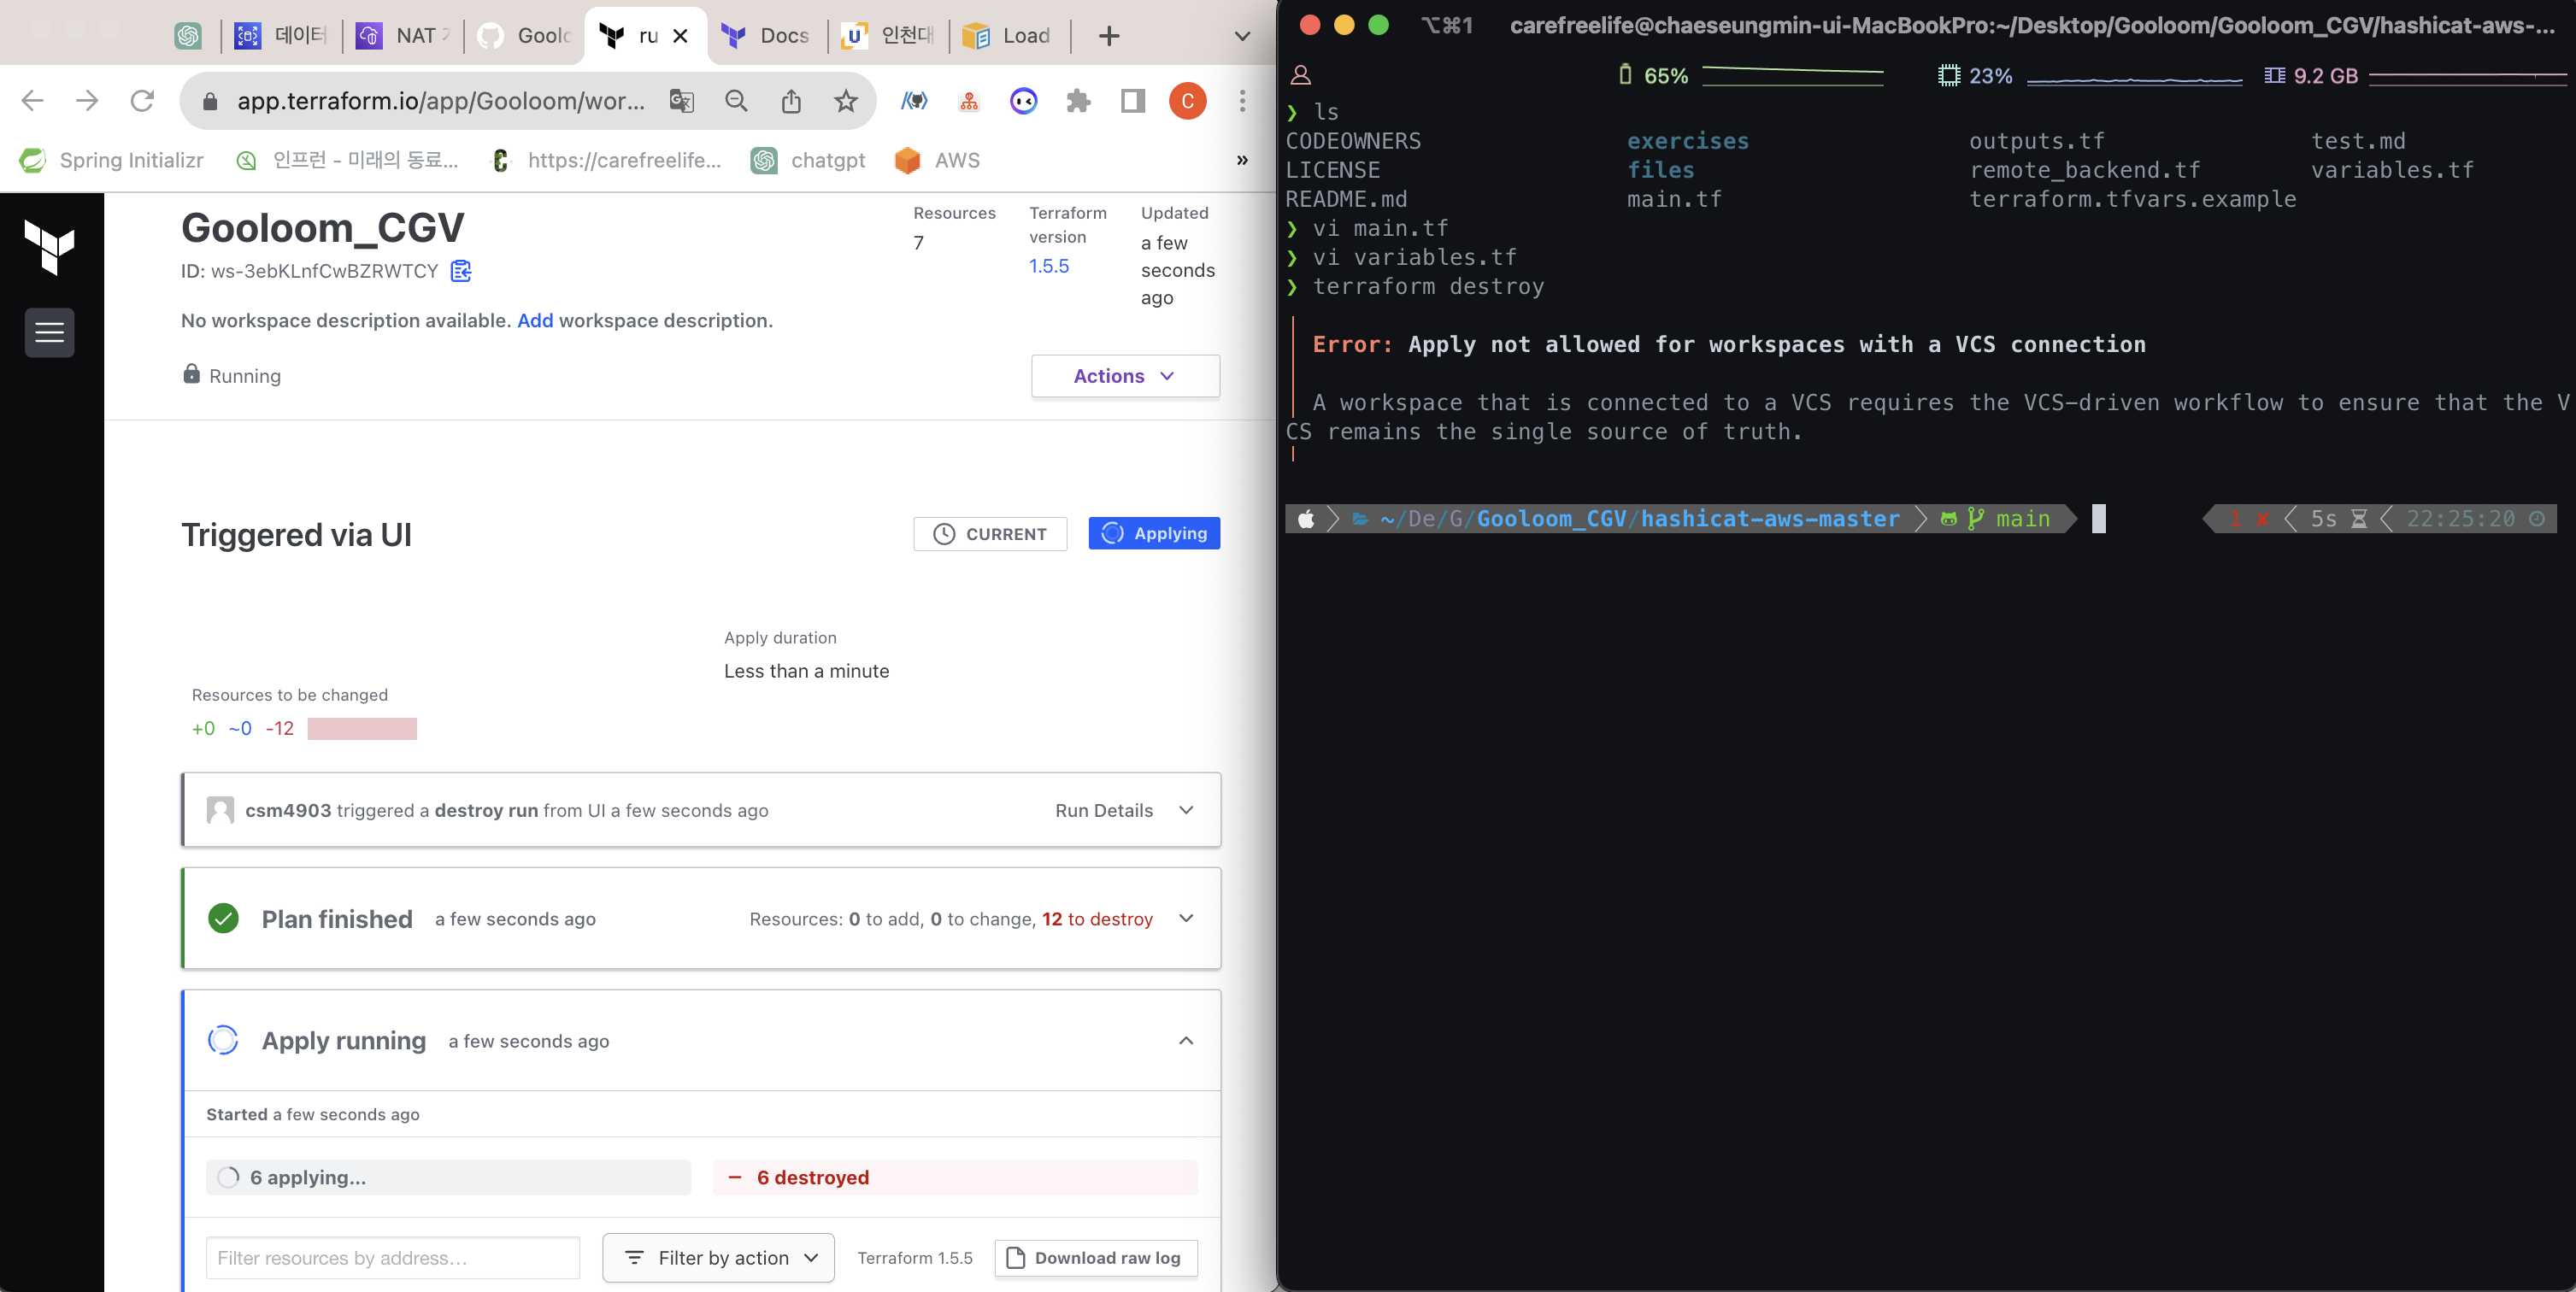 데이터
NAT
Goolo
ru
Docs
인천대
Load
app.terraform.io/app/Gooloom/wor...
C
Spring Initializr
인프런 - 미래의 동료...
https://carefreelife...
chatgpt
AWS
»
Gooloom_CGV
ID: ws-3ebKLnfCwBZRWTCY
Resources
7
Terraform version
1.5.5
Updated
a few seconds ago
No workspace description available. Add workspace description.
Running
Actions
Triggered via UI
CURRENT
Applying
Apply duration
Less than a minute
Resources to be changed
+0 ~0 -12
csm4903 triggered a destroy run from UI a few seconds ago
Run Details
Plan finished a few seconds ago
Resources: 0 to add, 0 to change, 12 to destroy
Apply running a few seconds ago
Started a few seconds ago
6 applying...
− 6 destroyed
Filter resources by address...
Filter by action
Terraform 1.5.5
Download raw log
⌥⌘1 carefreelife@chaeseungmin-ui-MacBookPro:~/Desktop/Gooloom/Gooloom_CGV/hashicat-aws-...
65% 23% 9.2 GB
❯ ls
CODEOWNERS exercises outputs.tf test.md
LICENSE files remote_backend.tf variables.tf
README.md main.tf terraform.tfvars.example
❯ vi main.tf
❯ vi variables.tf
❯ terraform destroy
Error: Apply not allowed for workspaces with a VCS connection
A workspace that is connected to a VCS requires the VCS-driven workflow to ensure that the V
CS remains the single source of truth.
~/De/G/Gooloom_CGV/hashicat-aws-master main 1 ✘ 5s 22:25:20